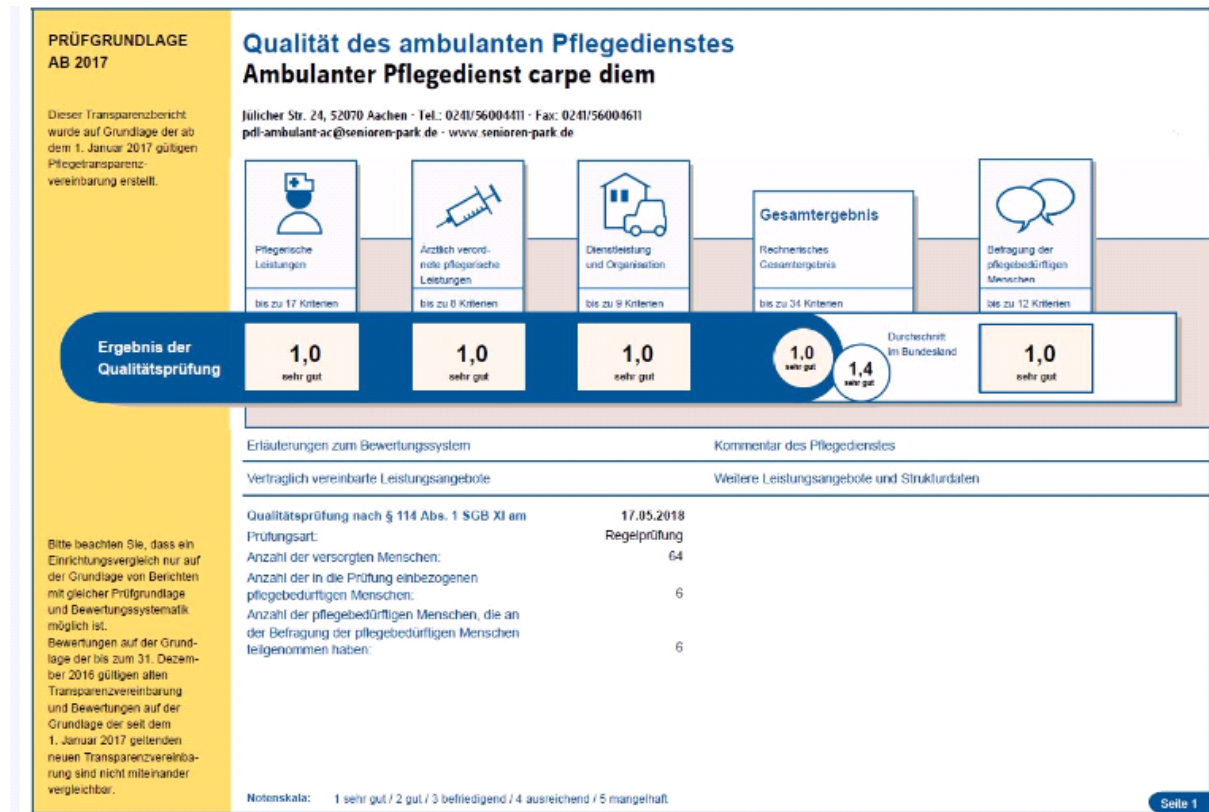 PRÜFGRUNDLAGE
AB 2017
Dieser Transparenzbericht
wurde auf Grundlage der ab
dem 1. Januar 2017 gültigen
Pflegetransparenz-
vereinbarung erstellt.
Qualität des ambulanten Pflegedienstes
Ambulanter Pflegedienst carpe diem
Jülicher Str. 24, 52070 Aachen - Tel.: 0241/56004411 - Fax: 0241/56004611
pdl-ambulant-ac@senioren-park.de - www.senioren-park.de
Pflegerische
Leistungen
bis zu 17 Kriterien
Ärztlich verord-
nete pflegerische
Leistungen
bis zu 8 Kriterien
Dienstleistung
und Organisation
bis zu 9 Kriterien
Gesamtergebnis
Rechnerisches
Gesamtergebnis
bis zu 34 Kriterien
Befragung der
pflegebedürftigen
Menschen
bis zu 12 Kriterien
Ergebnis der
Qualitätsprüfung
1,0
sehr gut
1,0
sehr gut
1,0
sehr gut
1,0
sehr gut
1,4
sehr gut
Durchschnitt
im Bundesland
1,0
sehr gut
Erläuterungen zum Bewertungssystem
Kommentar des Pflegedienstes
Vertraglich vereinbarte Leistungsangebote
Weitere Leistungsangebote und Strukturdaten
Qualitätsprüfung nach § 114 Abs. 1 SGB XI am 17.05.2018
Prüfungsart: Regelprüfung
Anzahl der versorgten Menschen: 64
Anzahl der in die Prüfung einbezogenen
pflegebedürftigen Menschen: 6
Anzahl der pflegebedürftigen Menschen, die an
der Befragung der pflegebedürftigen Menschen
teilgenommen haben: 6
Bitte beachten Sie, dass ein
Einrichtungsvergleich nur auf
der Grundlage von Berichten
mit gleicher Prüfgrundlage
und Bewertungssystematik
möglich ist.
Bewertungen auf der Grund-
lage der bis zum 31. Dezem-
ber 2016 gültigen alten
Transparenzvereinbarung
und Bewertungen auf der
Grundlage der seit dem
1. Januar 2017 geltenden
neuen Transparenzvereinba-
rung sind nicht miteinander
vergleichbar.
Notenskala: 1 sehr gut / 2 gut / 3 befriedigend / 4 ausreichend / 5 mangelhaft
Seite 1